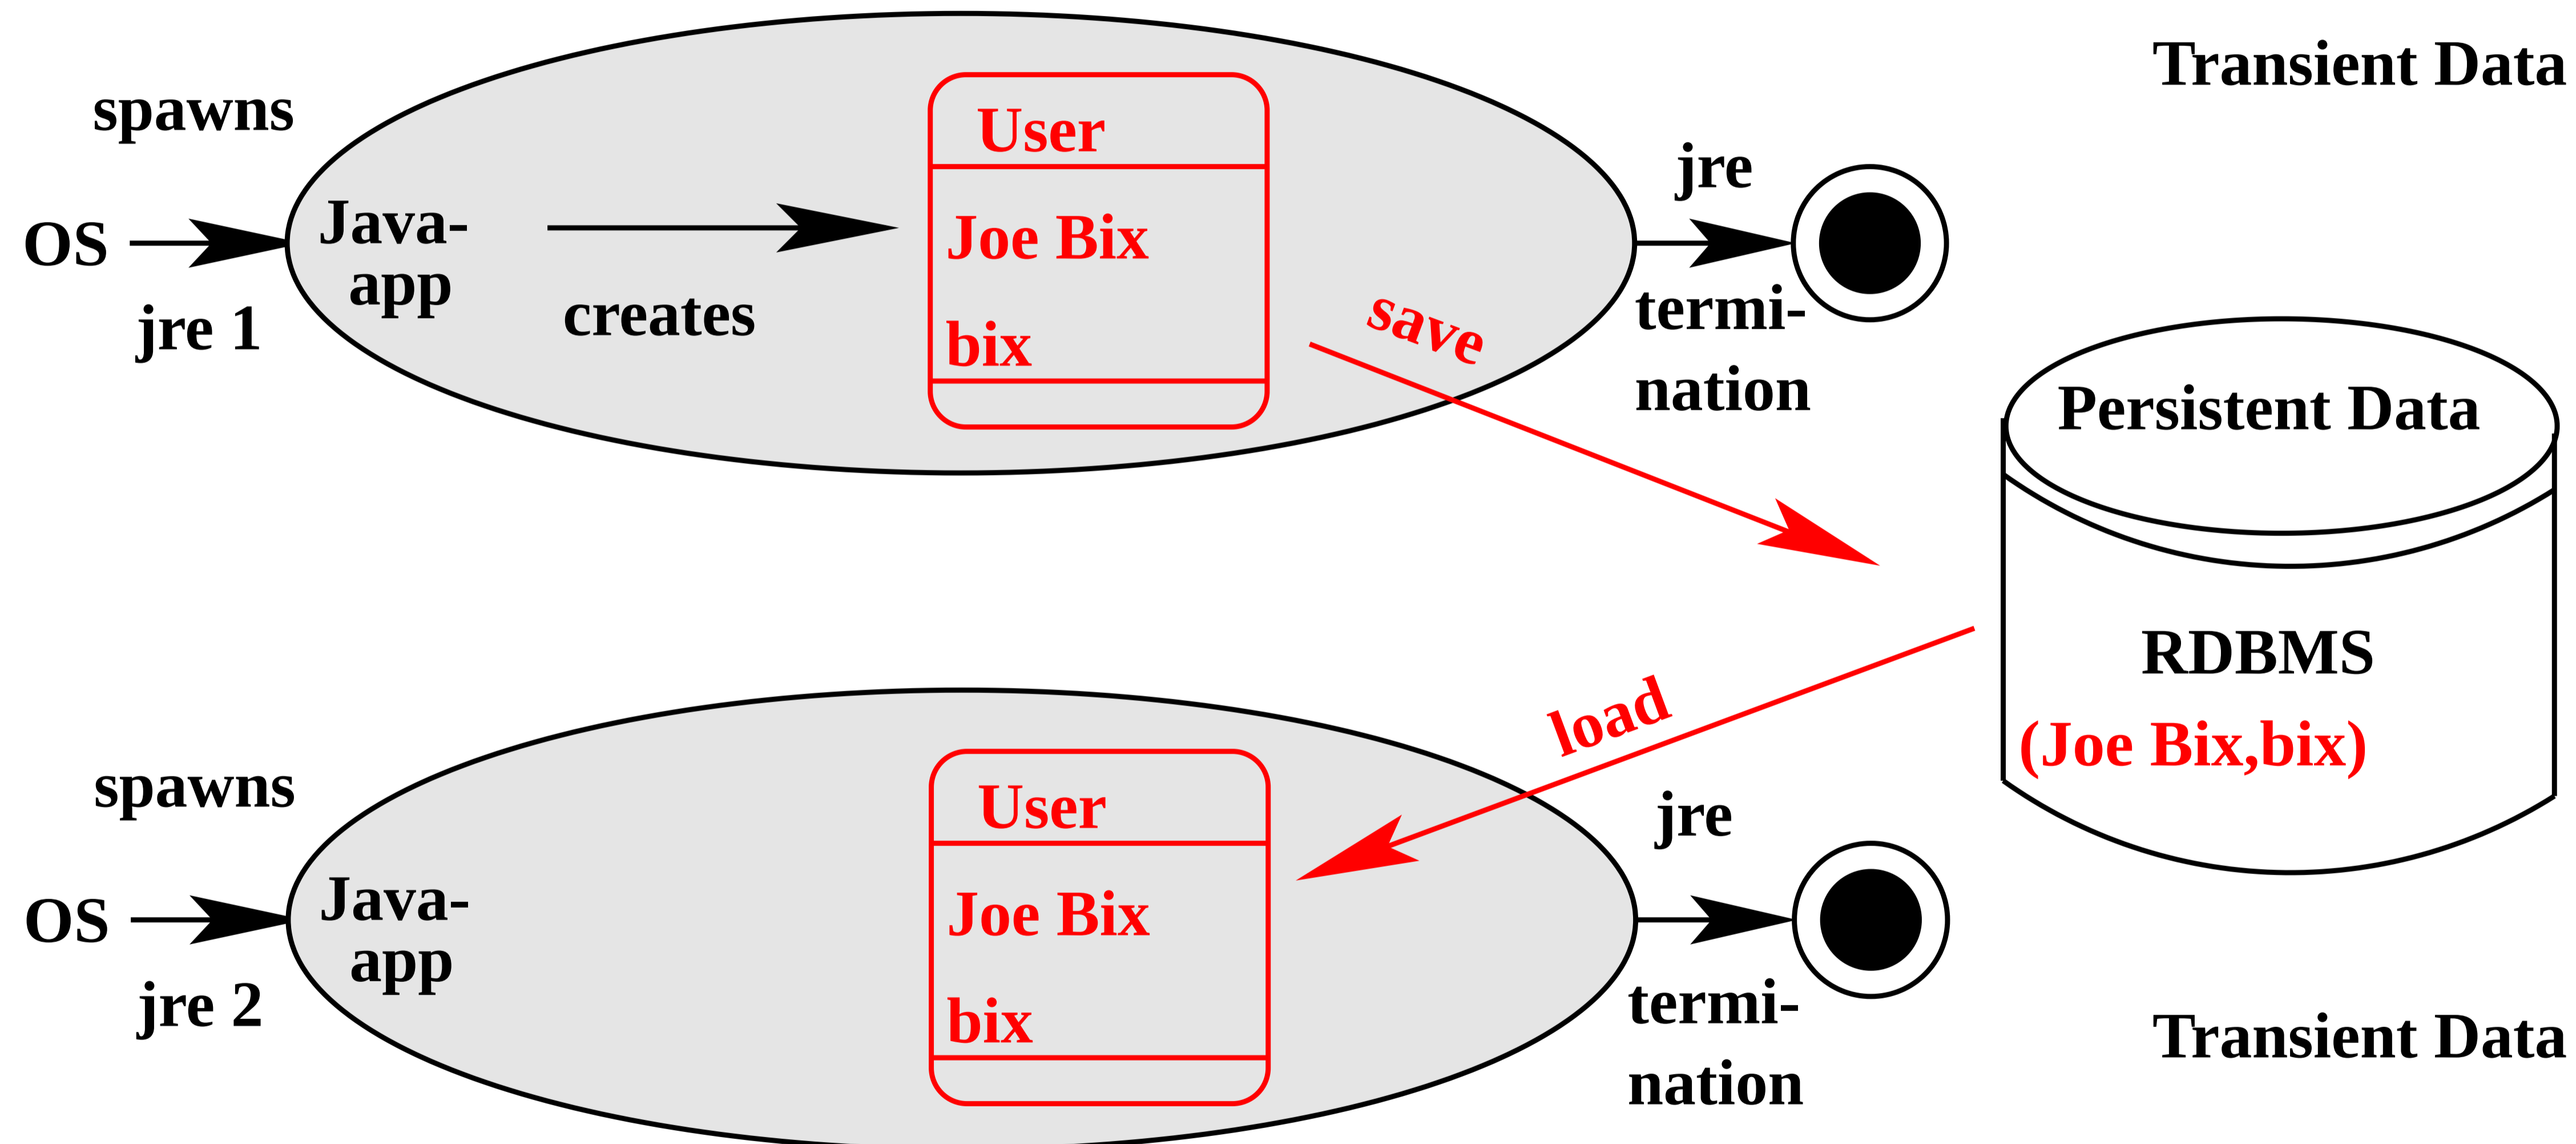 Transient Data
spawns
OS
jre 1
Java-
app
creates
User
Joe Bix
bix
save
jre
termi-
nation
Persistent Data
RDBMS
(Joe Bix,bix)
load
spawns
OS
jre 2
Java-
app
User
Joe Bix
bix
jre
termi-
nation
Transient Data